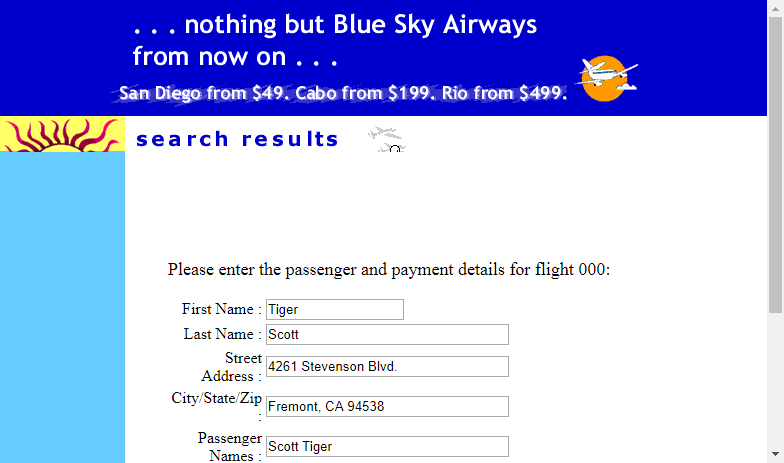 . . . nothing but Blue Sky Airways
from now on . . .
San Diego from $49. Cabo from $199. Rio from $499.
search results
Please enter the passenger and payment details for flight 000:
First Name : Tiger
Last Name : Scott
Street
Address : 4261 Stevenson Blvd.
City/State/Zip
: Fremont, CA 94538
Passenger
Names : Scott Tiger